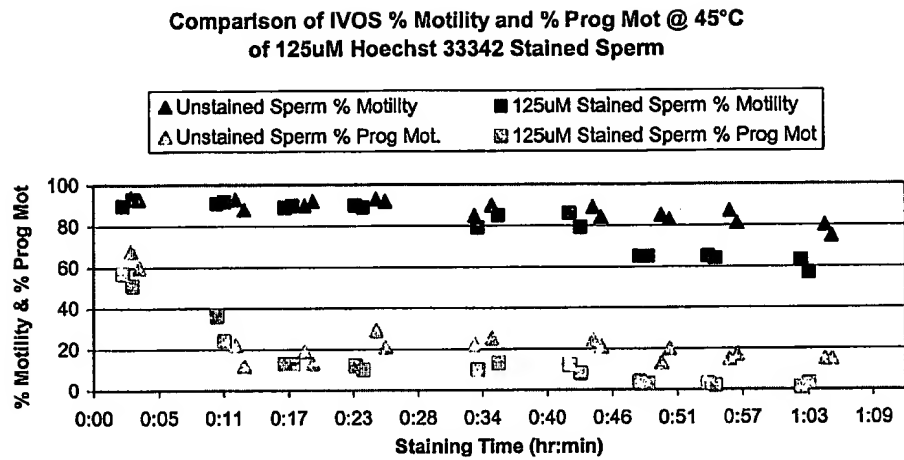 Comparison of IVOS % Motility and % Prog Mot @ 45°C
of 125uM Hoechst 33342 Stained Sperm
Unstained Sperm % Motility 125uM Stained Sperm % Motility
Unstained Sperm % Prog Mot. 125uM Stained Sperm % Prog Mot
% Motility & % Prog Mot
100
80
60
40
20
0
0:00 0:05 0:11 0:17 0:23 0:28 0:34 0:40 0:46 0:51 0:57 1:03 1:09
Staining Time (hr:min)